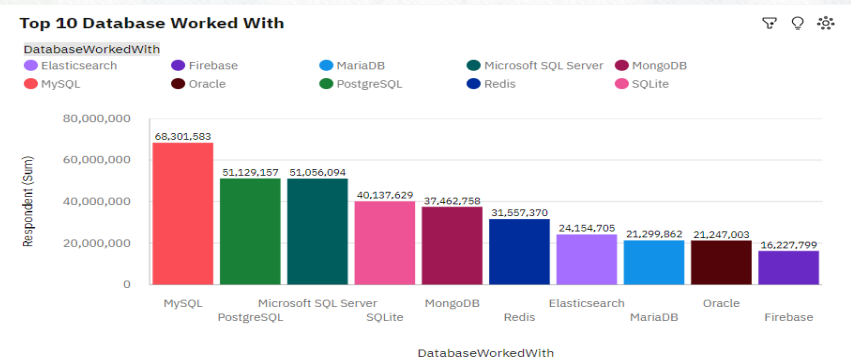 Top 10 Database Worked With
DatabaseWorkedWith
Elasticsearch Firebase MariaDB Microsoft SQL Server MongoDB
MySQL Oracle PostgreSQL Redis SQLite
80,000,000
60,000,000
40,000,000
20,000,000
0
Respondent (Sum)
68,301,583
51,129,157
51,056,094
40,137,629
37,462,758
31,557,370
24,154,705
21,299,862
21,247,003
16,227,799
MySQL Microsoft SQL Server MongoDB Elasticsearch Oracle
PostgreSQL SQLite Redis MariaDB Firebase
DatabaseWorkedWith